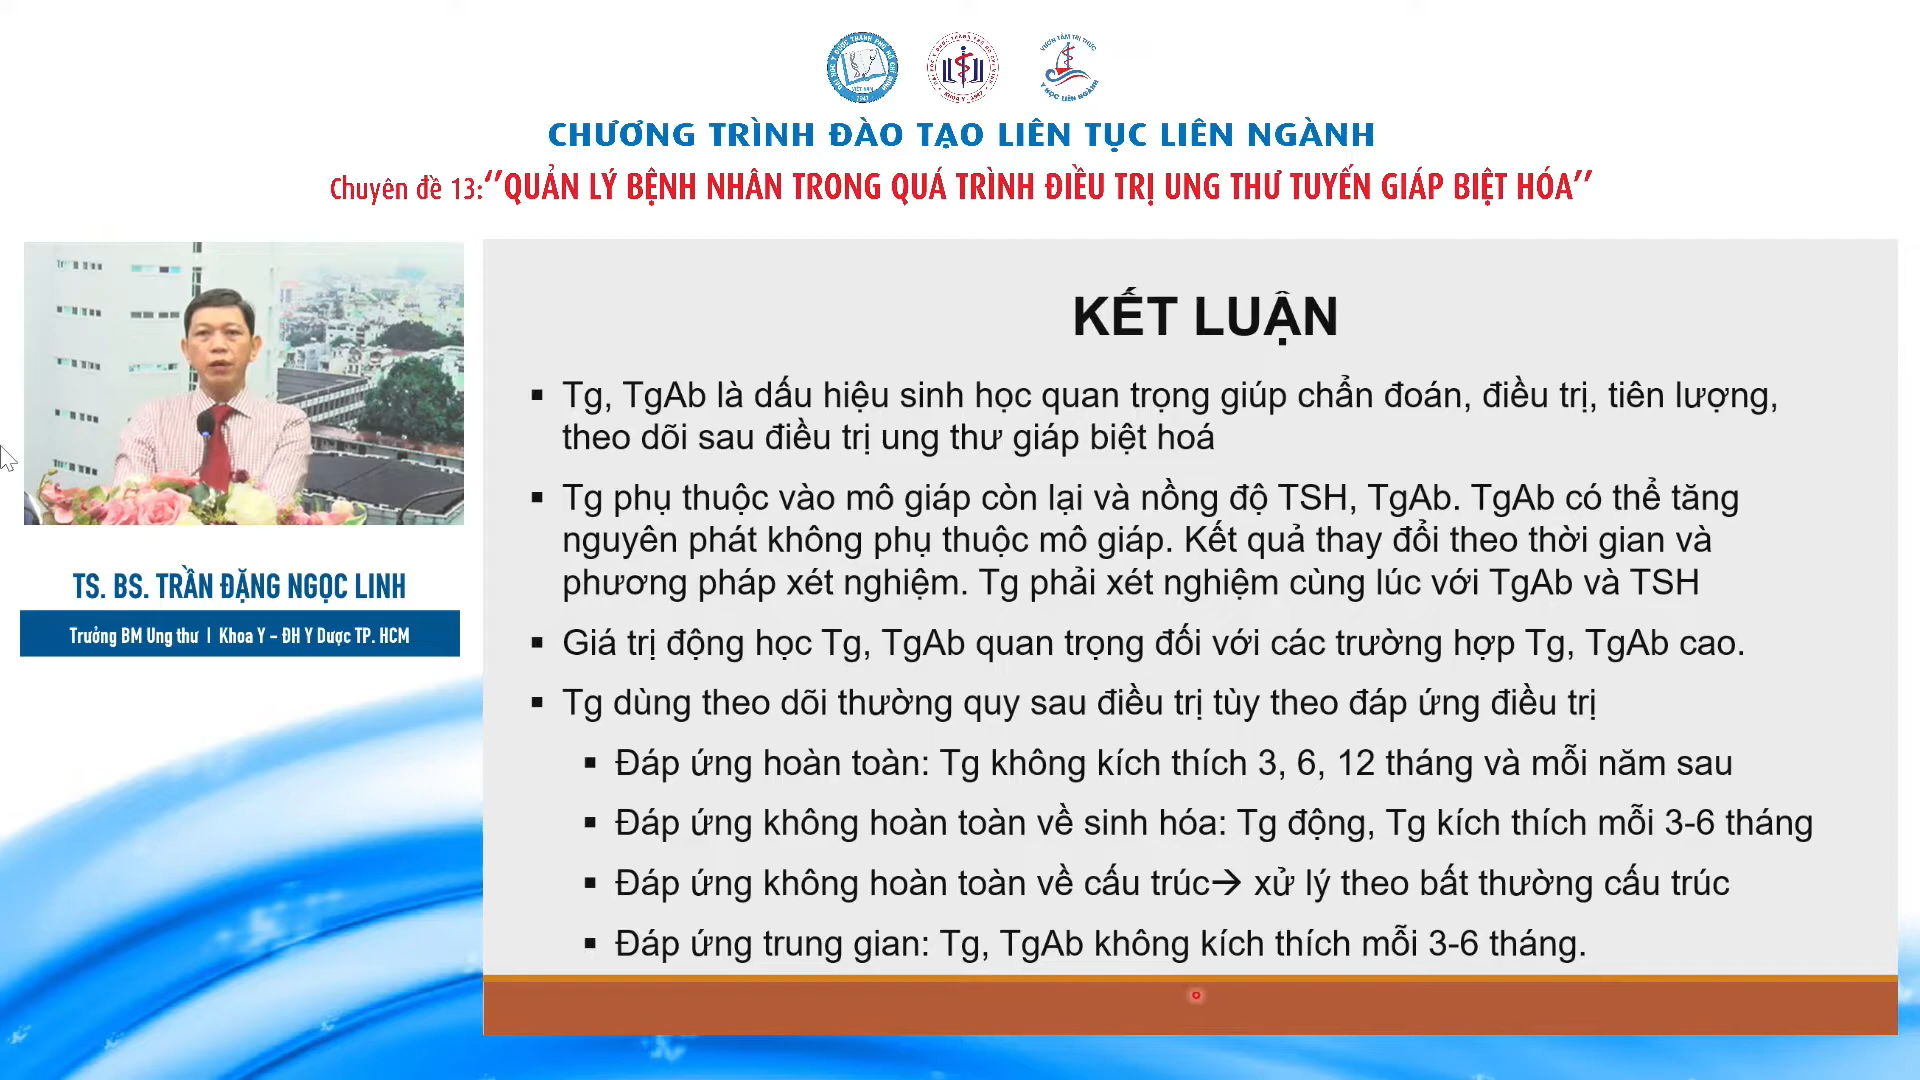 CHƯƠNG TRÌNH ĐÀO TẠO LIÊN TỤC LIÊN NGÀNH
Chuyên đề 13:‘‘QUẢN LÝ BỆNH NHÂN TRONG QUÁ TRÌNH ĐIỀU TRỊ UNG THƯ TUYẾN GIÁP BIỆT HÓA’’
TS. BS. TRẦN ĐẶNG NGỌC LINH
Trưởng BM Ung thư | Khoa Y – ĐH Y Dược TP. HCM
KẾT LUẬN
▪ Tg, TgAb là dấu hiệu sinh học quan trọng giúp chẩn đoán, điều trị, tiên lượng,
theo dõi sau điều trị ung thư giáp biệt hoá
▪ Tg phụ thuộc vào mô giáp còn lại và nồng độ TSH, TgAb. TgAb có thể tăng
nguyên phát không phụ thuộc mô giáp. Kết quả thay đổi theo thời gian và
phương pháp xét nghiệm. Tg phải xét nghiệm cùng lúc với TgAb và TSH
▪ Giá trị động học Tg, TgAb quan trọng đối với các trường hợp Tg, TgAb cao.
▪ Tg dùng theo dõi thường quy sau điều trị tùy theo đáp ứng điều trị
▪ Đáp ứng hoàn toàn: Tg không kích thích 3, 6, 12 tháng và mỗi năm sau
▪ Đáp ứng không hoàn toàn về sinh hóa: Tg động, Tg kích thích mỗi 3-6 tháng
▪ Đáp ứng không hoàn toàn về cấu trúc→ xử lý theo bất thường cấu trúc
▪ Đáp ứng trung gian: Tg, TgAb không kích thích mỗi 3-6 tháng.